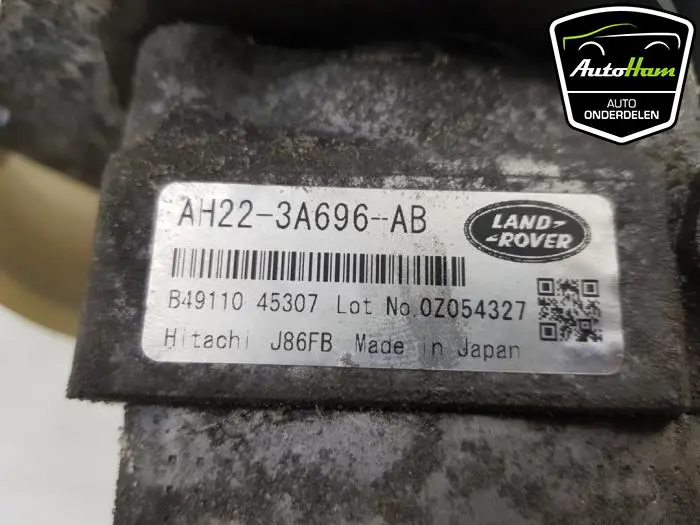 AutoHam
AUTO
ONDERDELEN
AH22-3A696-AB
LAND-
-ROVER
B49110 45307 Lot No.0Z054327
Hitachi J86FB Made in Japan